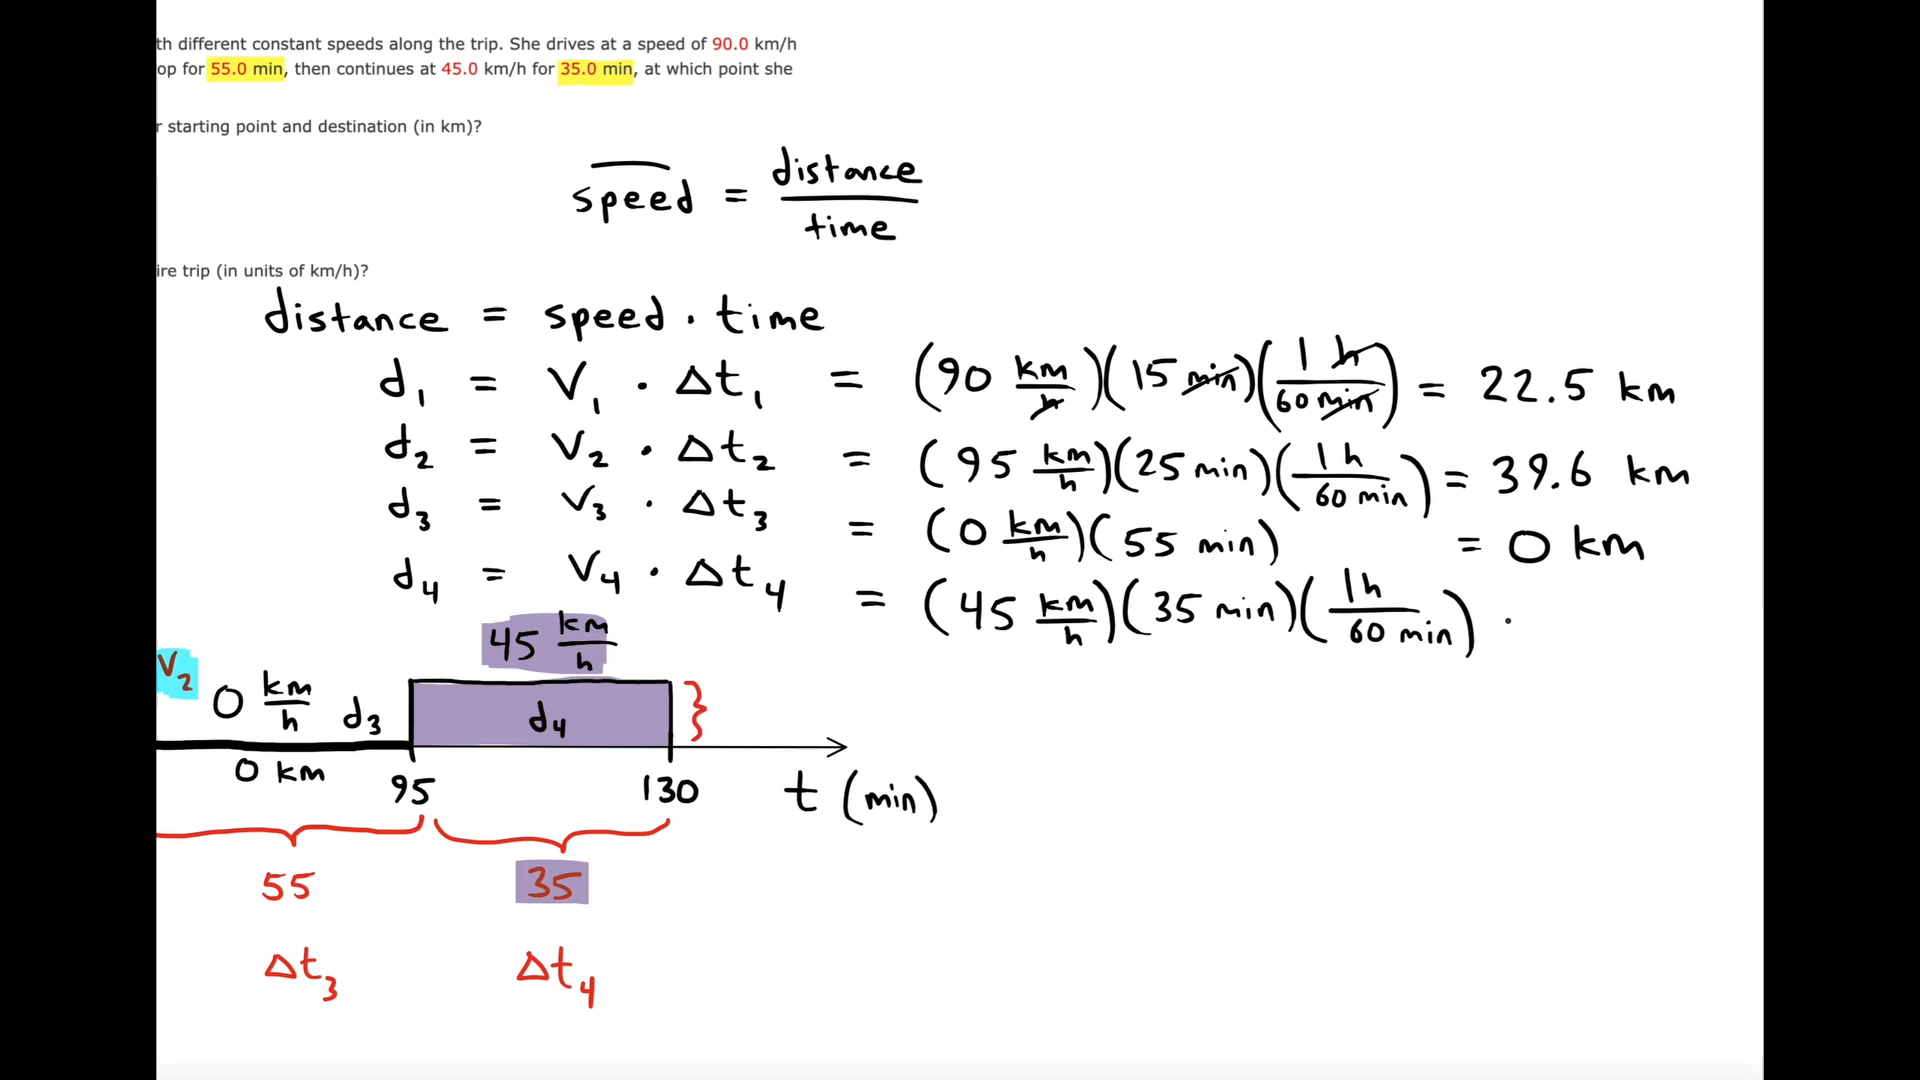 th different constant speeds along the trip. She drives at a speed of 90.0 km/h
op for 55.0 min, then continues at 45.0 km/h for 35.0 min, at which point she
r starting point and destination (in km)?
speed = distance / time
ire trip (in units of km/h)?
distance = speed · time
d₁ = V₁ · Δt₁ = (90 km/h)(15 min)(1 h/60 min) = 22.5 km
d₂ = V₂ · Δt₂ = (95 km/h)(25 min)(1 h/60 min) = 39.6 km
d₃ = V₃ · Δt₃ = (0 km/h)(55 min) = 0 km
d₄ = V₄ · Δt₄ = (45 km/h)(35 min)(1 h/60 min)
45 km/h
V₂
0 km/h d₃ d₄
0 km 95 130 t (min)
55 35
Δt₃ Δt₄